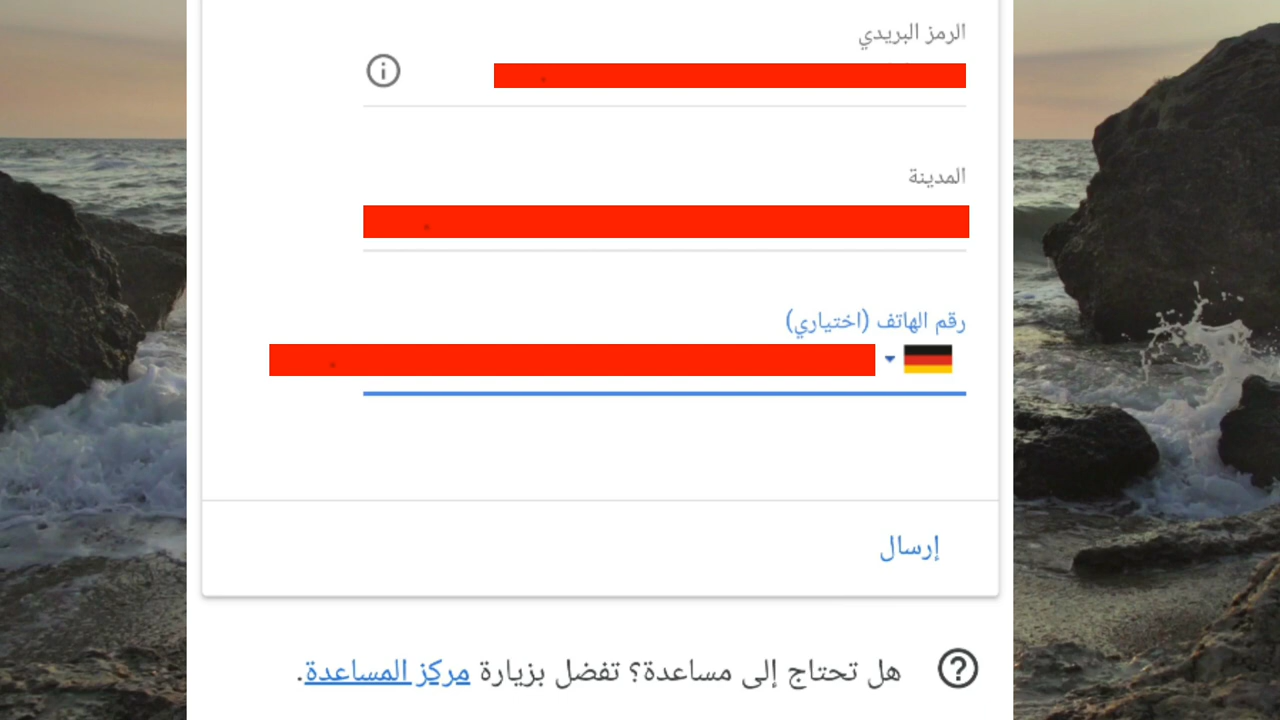 الرمز البريدي
المدينة
رقم الهاتف (اختياري)
إرسال
هل تحتاج إلى مساعدة؟ تفضل بزيارة مركز المساعدة.